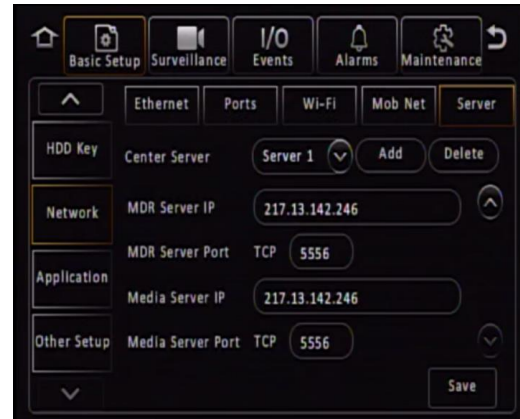 Basic Setup Surveillance I/O Events Alarms Maintenance
Ethernet Ports Wi-Fi Mob Net Server
HDD Key Center Server Server 1 Add Delete
Network MDR Server IP 217.13.142.246
MDR Server Port TCP 5556
Application Media Server IP 217.13.142.246
Other Setup Media Server Port TCP 5556
Save